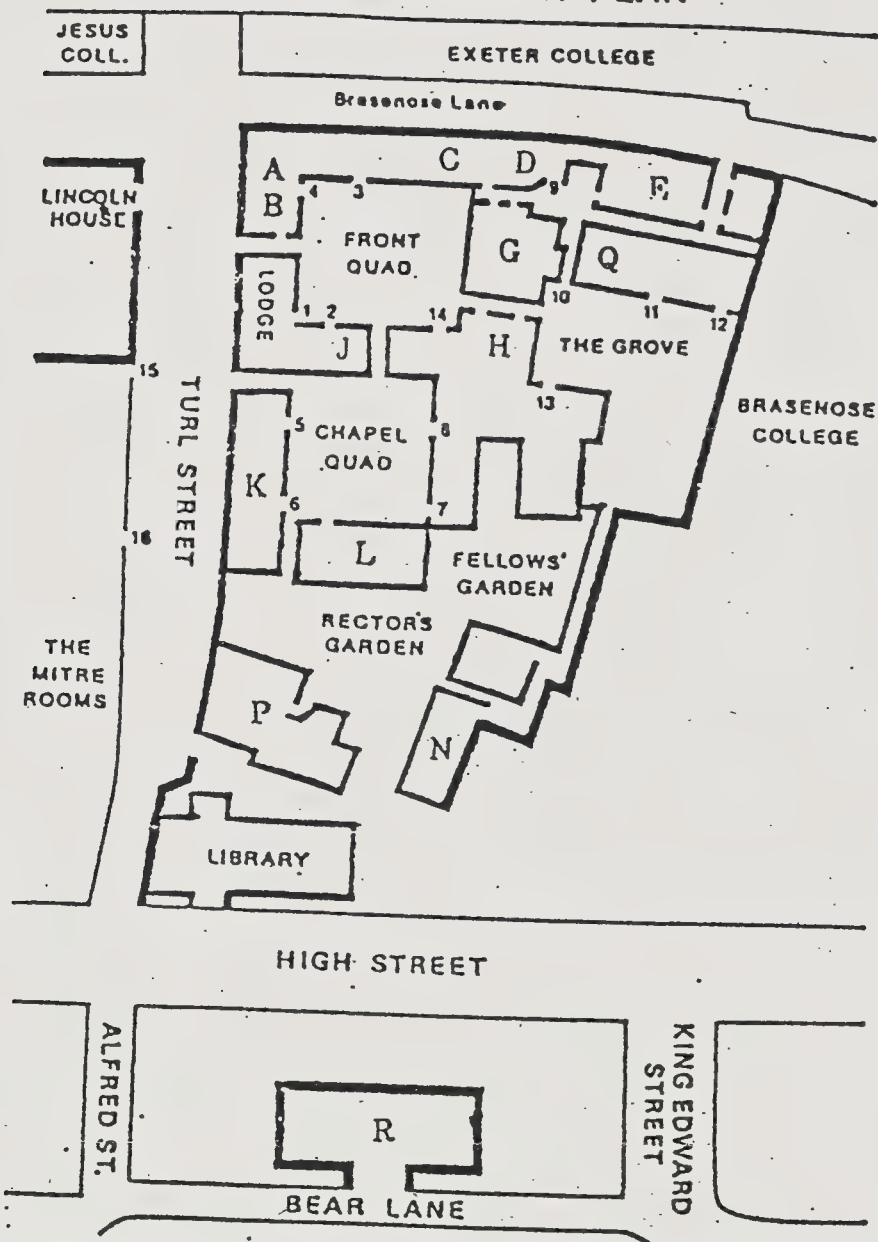 JESUS
COLL.
EXETER COLLEGE
Brasenose Lane
LINCOLN
HOUSE
A
B
C
D
E
4
3
9
FRONT
QUAD
G
Q
LODGE
1
2
J
14
H
10
11
12
THE GROVE
13
15
TURL STREET
BRASENOSE
COLLEGE
5
CHAPEL
QUAD
8
K
6
7
16
L
FELLOWS'
GARDEN
RECTOR'S
GARDEN
THE
MITRE
ROOMS
P
N
LIBRARY
HIGH STREET
ALFRED ST.
KING EDWARD
STREET
R
BEAR LANE